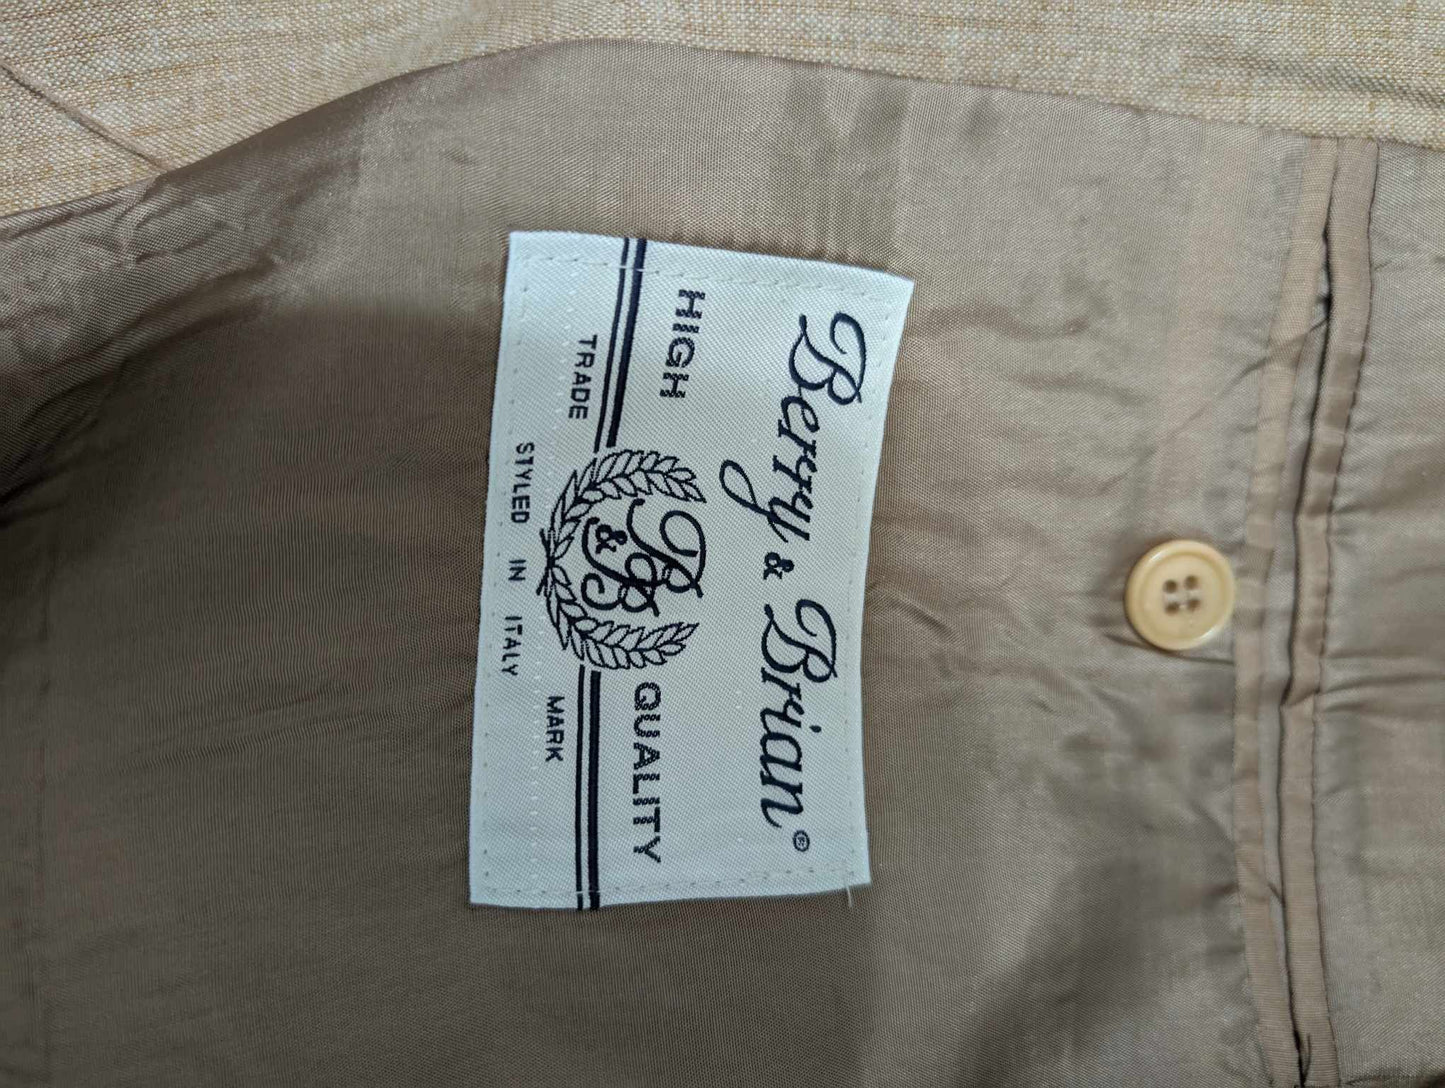 Berry & Brian®
HIGH QUALITY
B&B
TRADE MARK
STYLED IN ITALY